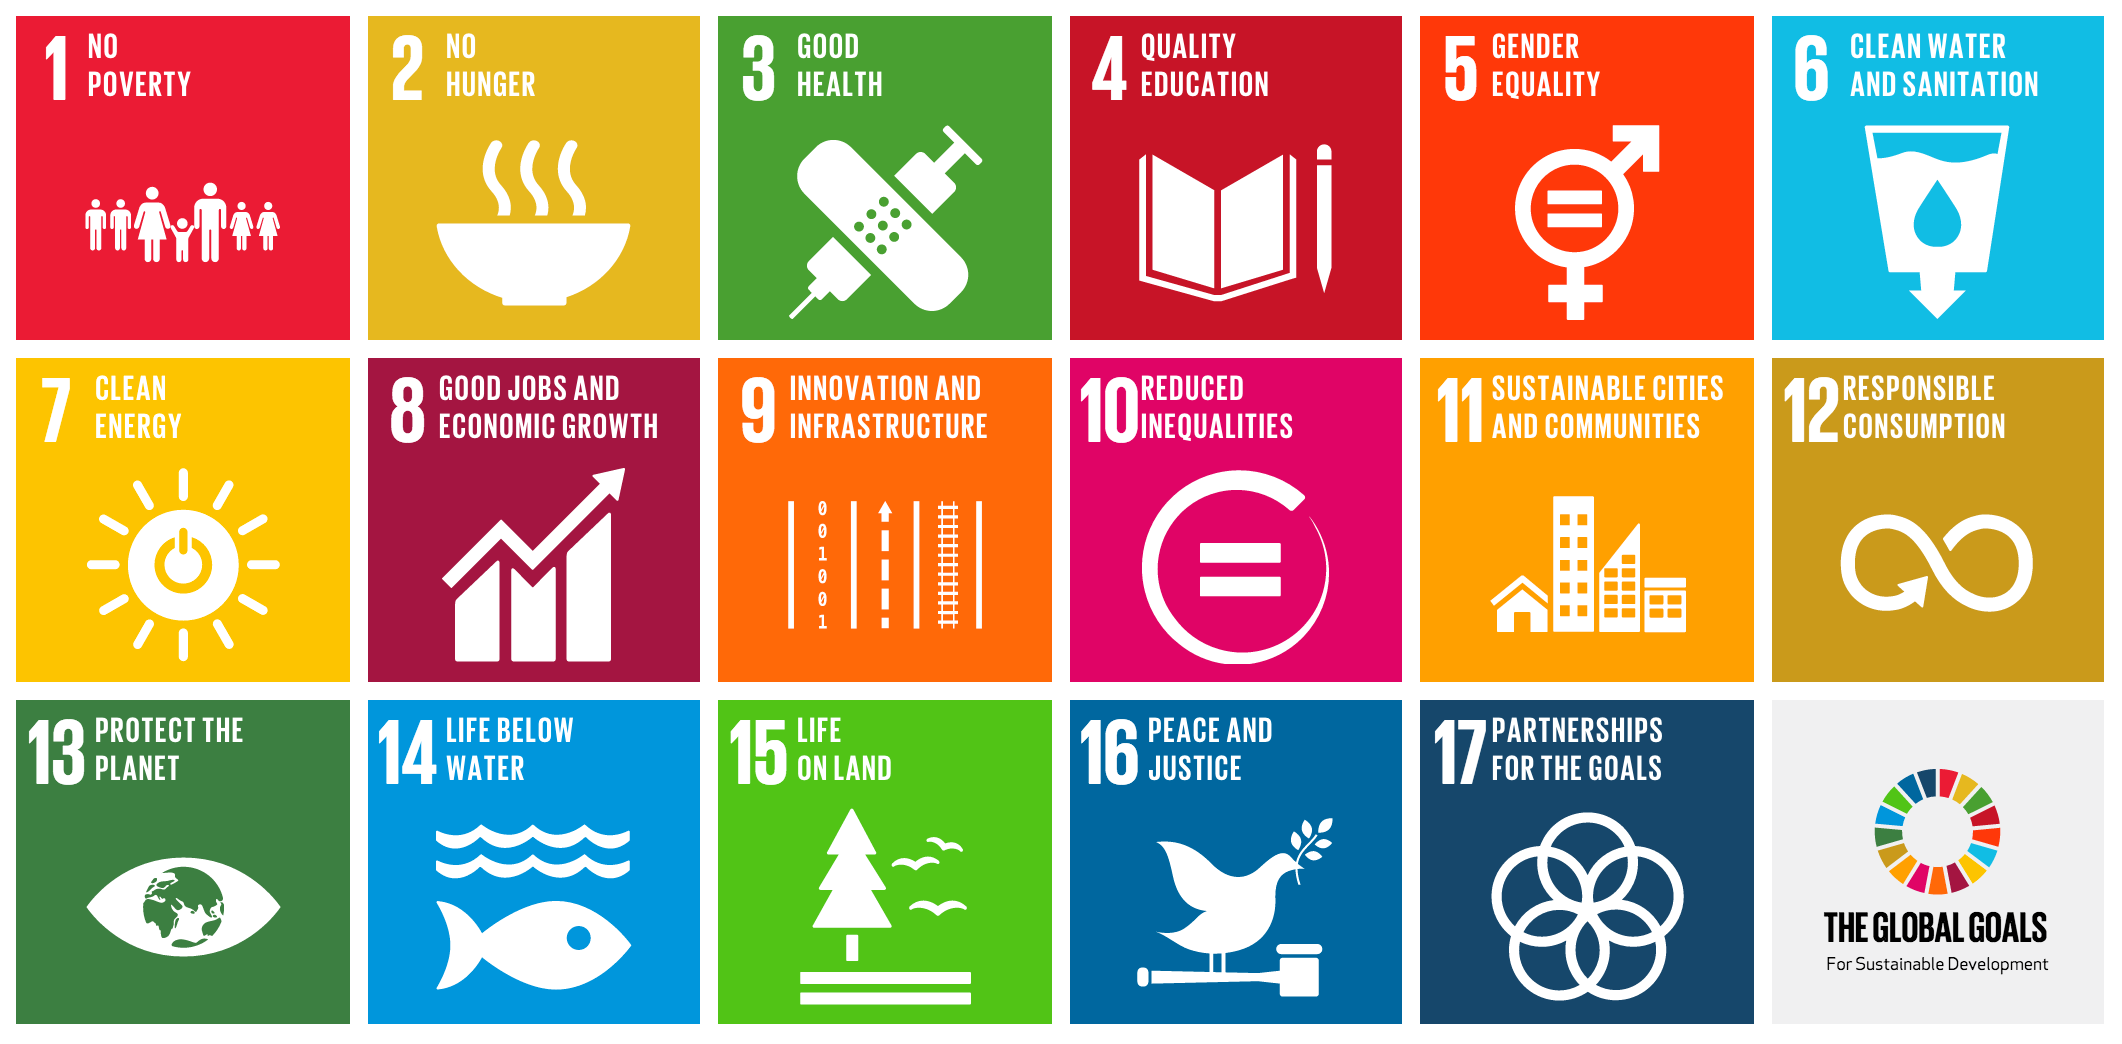 1 NO
POVERTY
2 NO
HUNGER
3 GOOD
HEALTH
4 QUALITY
EDUCATION
5 GENDER
EQUALITY
6 CLEAN WATER
AND SANITATION
7 CLEAN
ENERGY
8 GOOD JOBS AND
ECONOMIC GROWTH
9 INNOVATION AND
INFRASTRUCTURE
0
0
1
0
0
1
10 REDUCED
INEQUALITIES
11 SUSTAINABLE CITIES
AND COMMUNITIES
12 RESPONSIBLE
CONSUMPTION
13 PROTECT THE
PLANET
14 LIFE BELOW
WATER
15 LIFE
ON LAND
16 PEACE AND
JUSTICE
17 PARTNERSHIPS
FOR THE GOALS
THE GLOBAL GOALS
For Sustainable Development